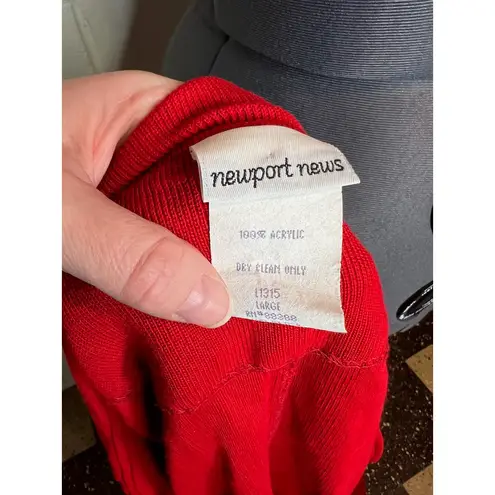 newport news
100% ACRYLIC
DRY CLEAN ONLY
L1315
LARGE